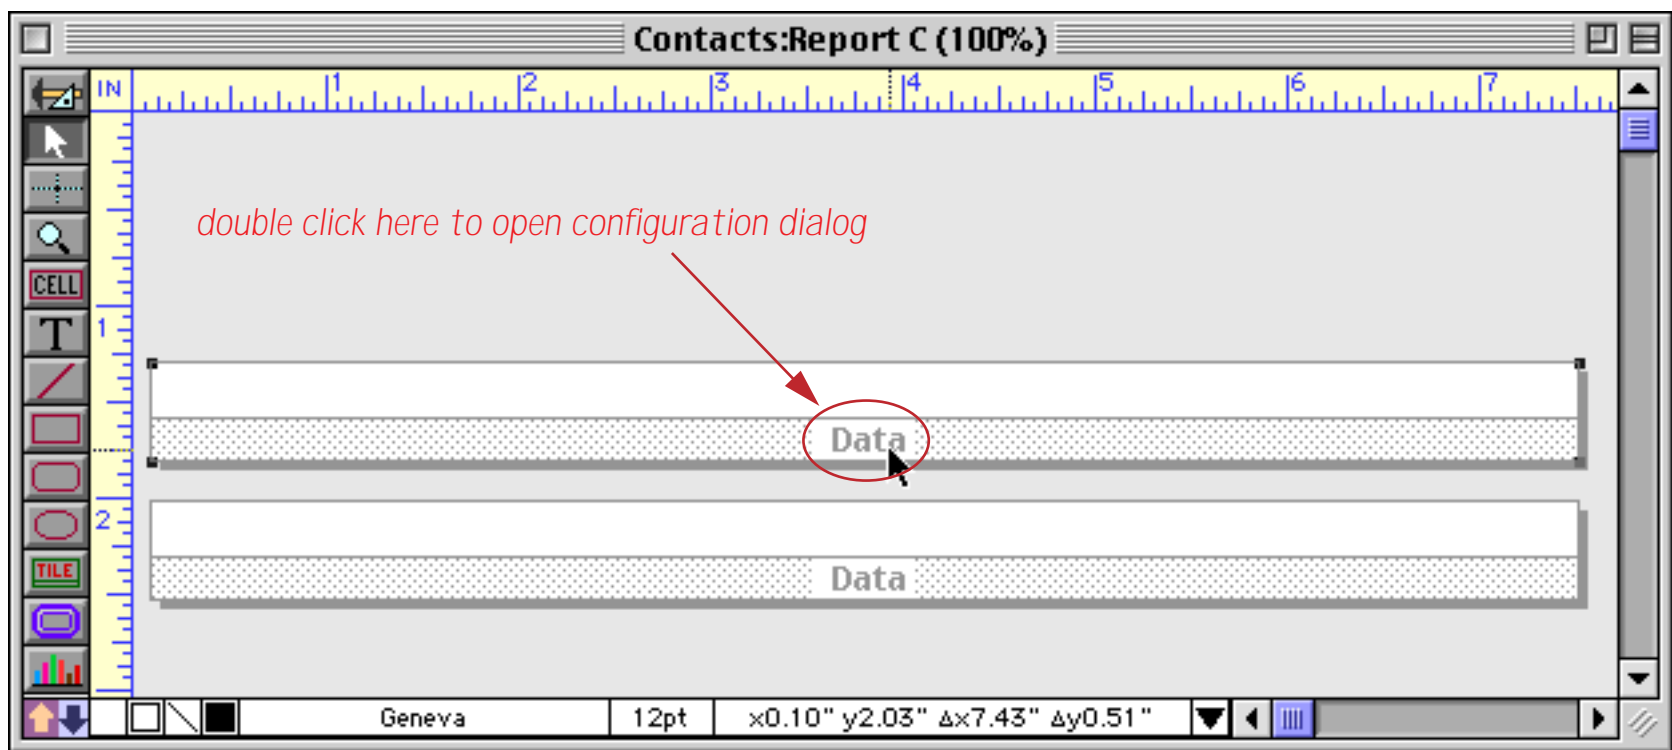 Contacts:Report C (100%)
IN 1 2 3 4 5 6 7
double click here to open configuration dialog
CELL
T
1
Data
2
TILE
Data
Geneva 12pt x0.10" y2.03" Δx7.43" Δy0.51"